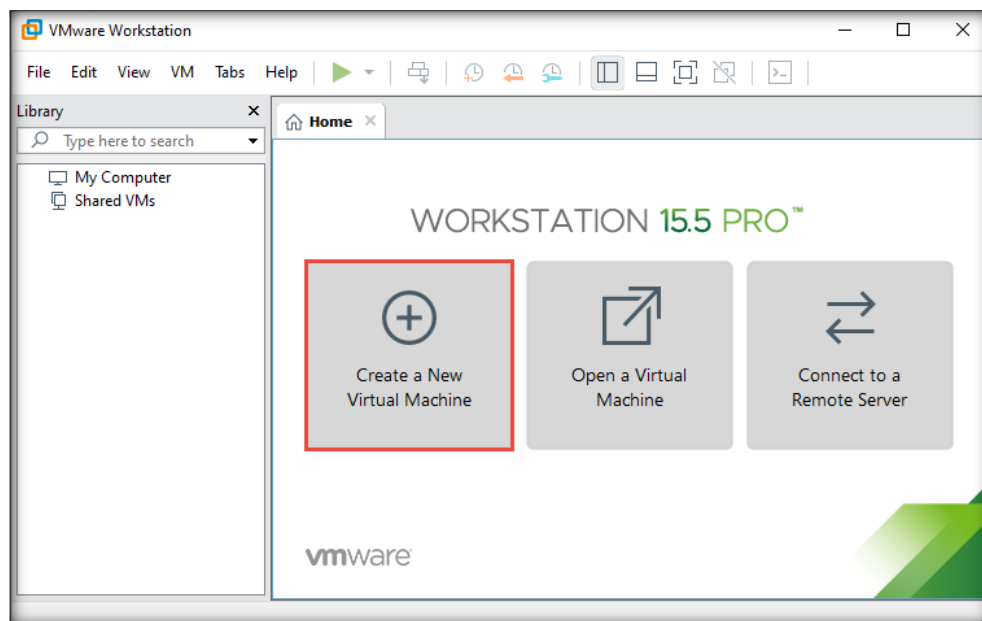 VMware Workstation
File Edit View VM Tabs Help
Library
Home
Type here to search
My Computer
Shared VMs
WORKSTATION 15.5 PRO™
Create a New
Virtual Machine
Open a Virtual
Machine
Connect to a
Remote Server
vmware